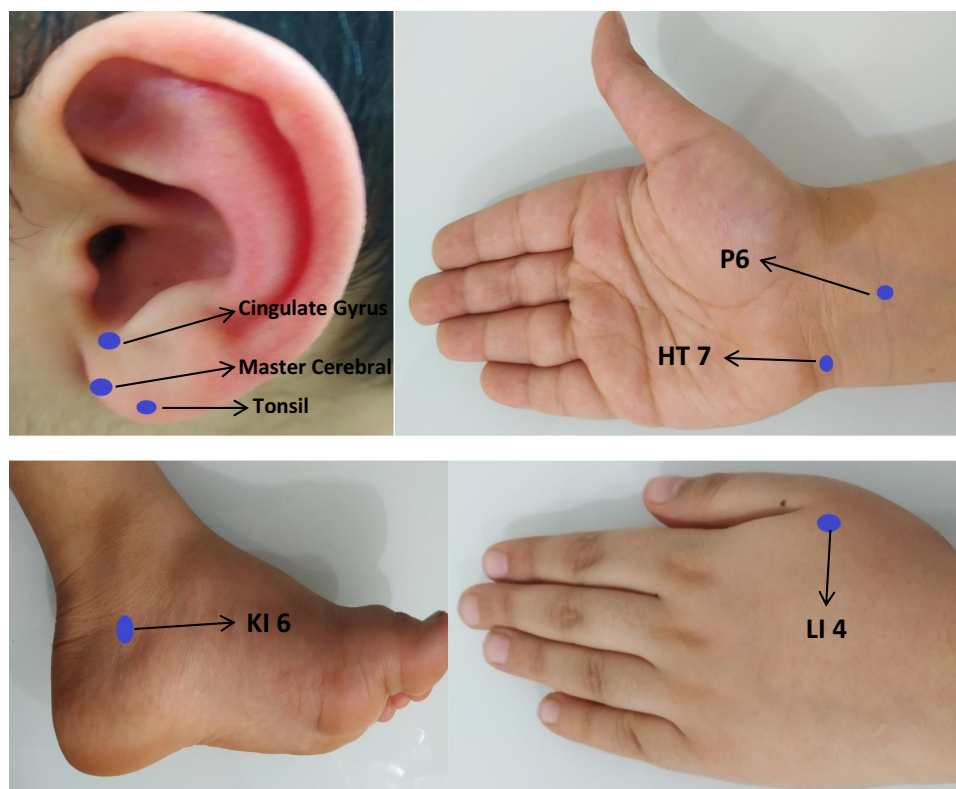 Cingulate Gyrus
Master Cerebral
Tonsil
P6
HT 7
KI 6
LI 4